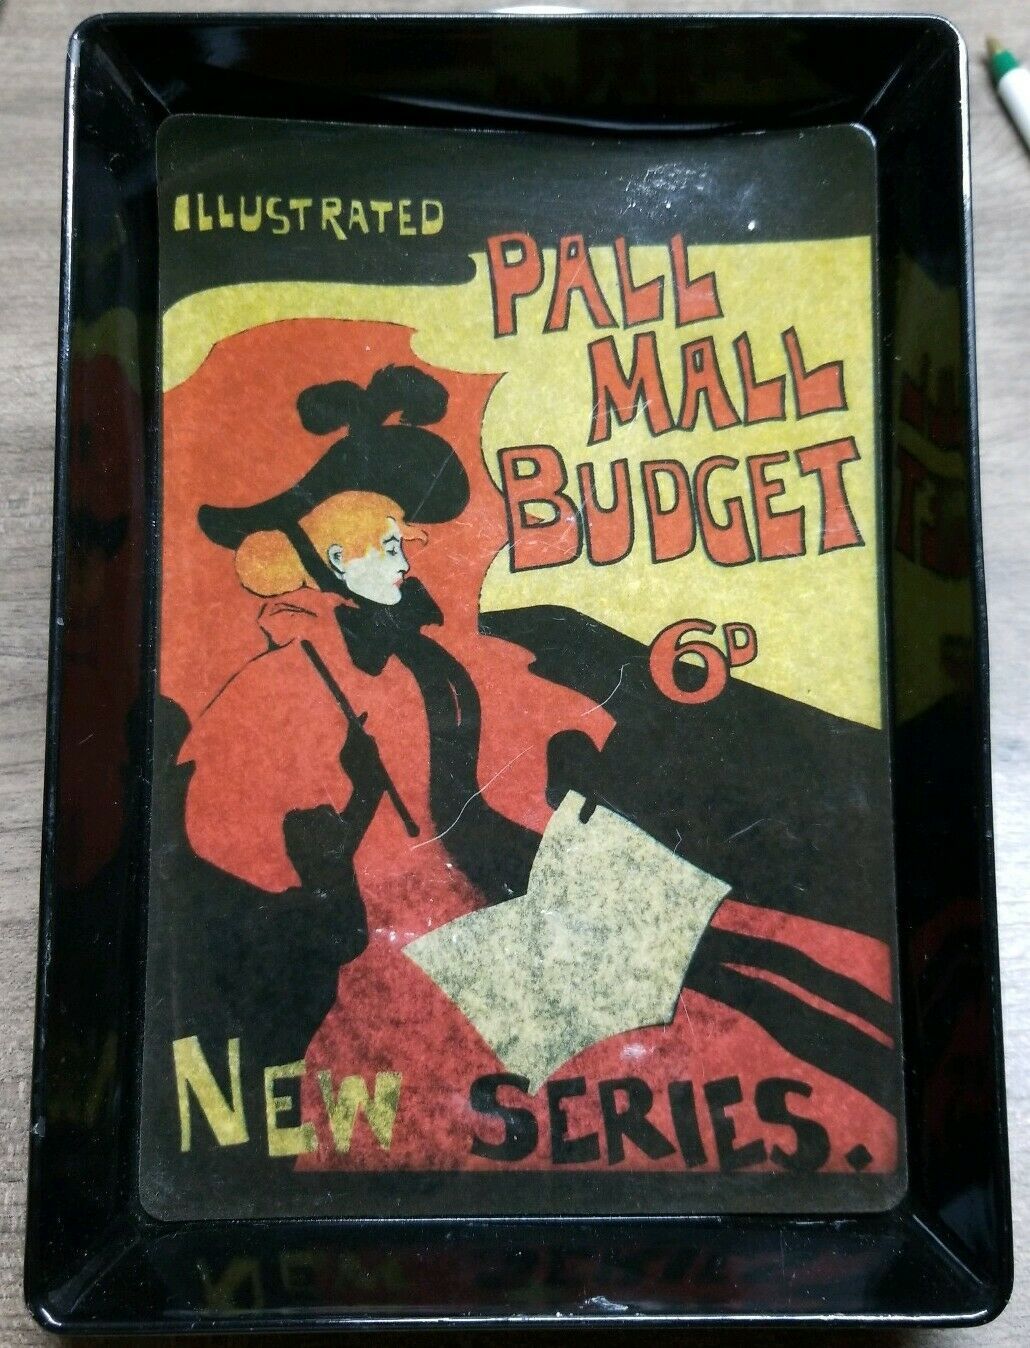 ILLUSTRATED
PALL
MALL
BUDGET
6D
NEW SERIES.